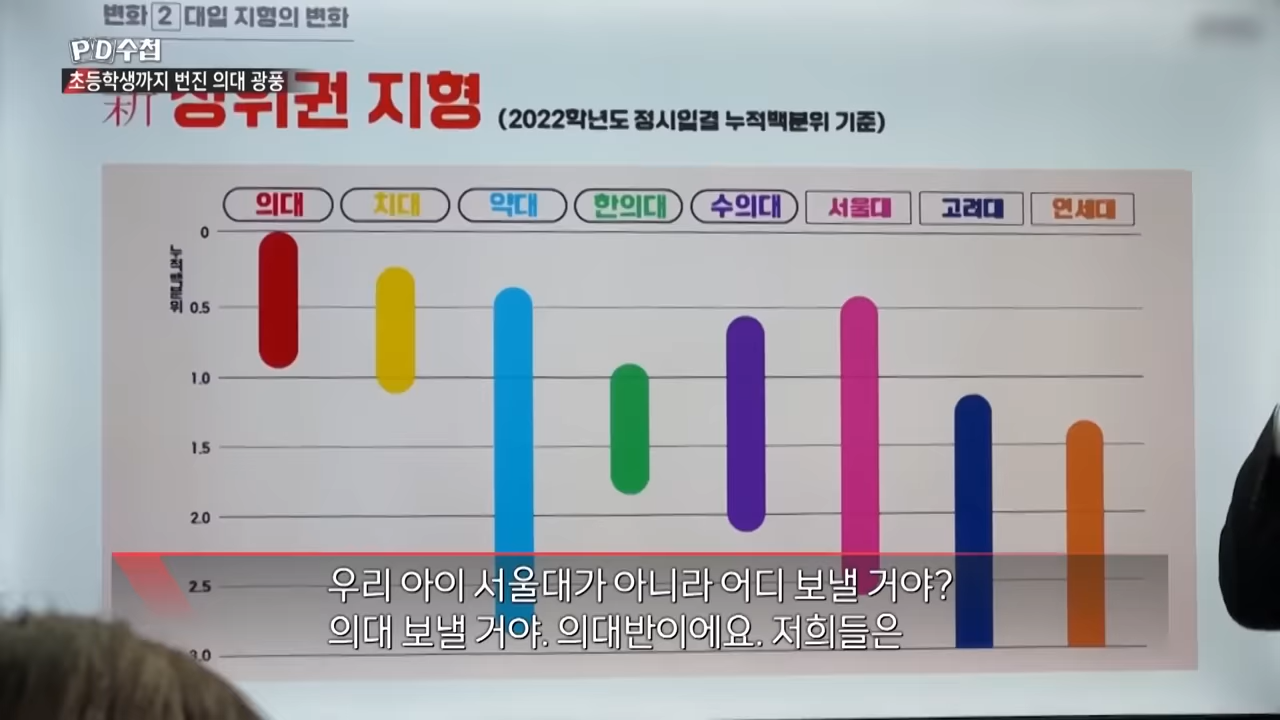 변화 2 대입 지형의 변화
PD수첩
초등학생까지 번진 의대 광풍
新 상위권 지형 (2022학년도 정시입결 누적백분위 기준)
의대 치대 약대 한의대 수의대 서울대 고려대 연세대
누적백분위
0
0.5
1.0
1.5
2.0
2.5
3.0
우리 아이 서울대가 아니라 어디 보낼 거야?
의대 보낼 거야. 의대반이에요. 저희들은